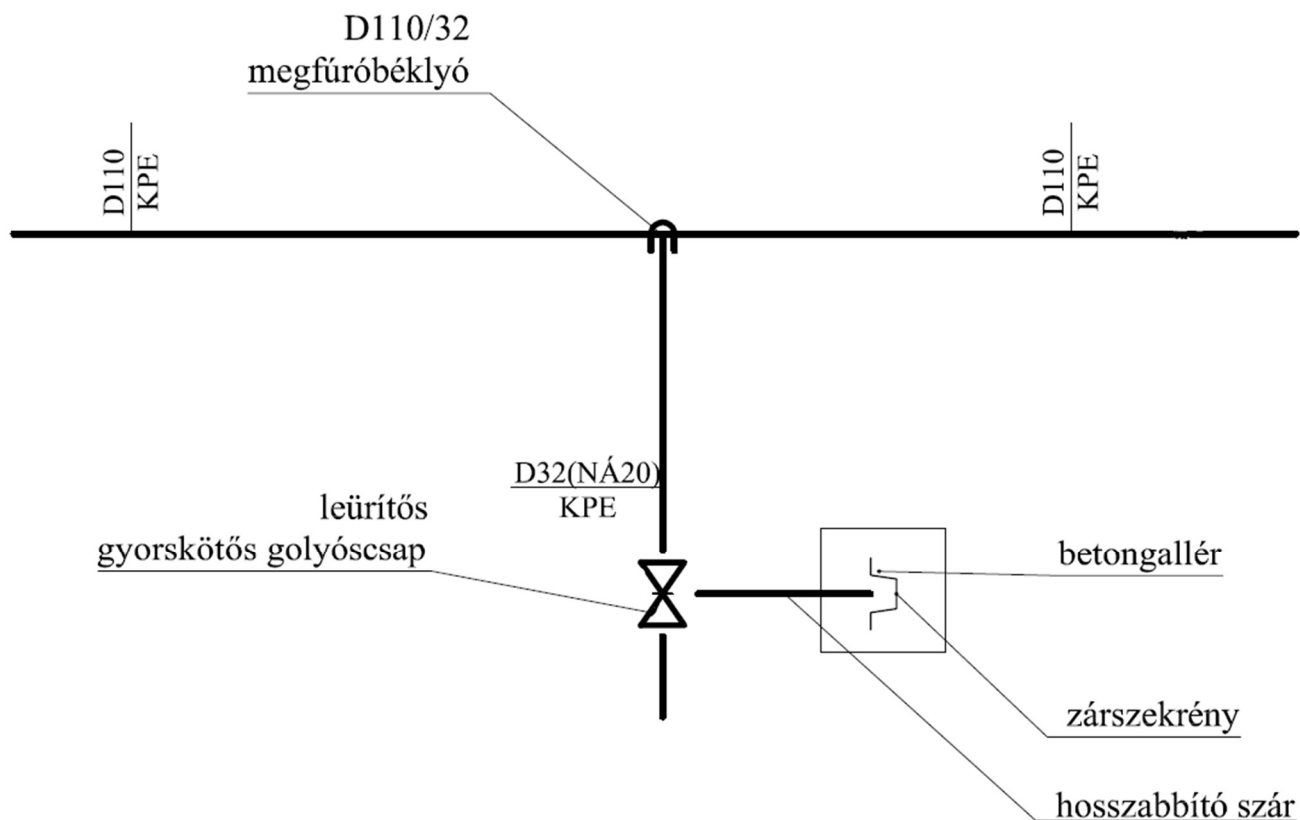 D110/32
megfúróbéklyó
D110
KPE
D110
KPE
D32(NÁ20)
KPE
leürítős
gyorskötős golyóscsap
betongallér
zárszekrény
hosszabbító szár